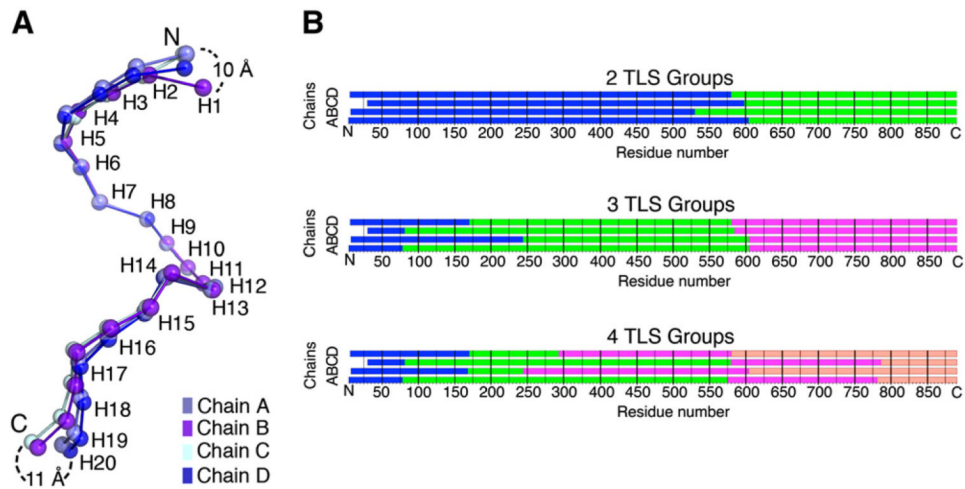 A
N
10 Å
H1
H2
H3
H4
H5
H6
H7
H8
H9
H10
H11
H12
H13
H14
H15
H16
H17
H18
H19
H20
C
11 Å
Chain A
Chain B
Chain C
Chain D
B
2 TLS Groups
Chains
ABCD
N 50 100 150 200 250 300 350 400 450 500 550 600 650 700 750 800 850 C
Residue number
3 TLS Groups
Chains
ABCD
N 50 100 150 200 250 300 350 400 450 500 550 600 650 700 750 800 850 C
Residue number
4 TLS Groups
Chains
ABCD
N 50 100 150 200 250 300 350 400 450 500 550 600 650 700 750 800 850 C
Residue number